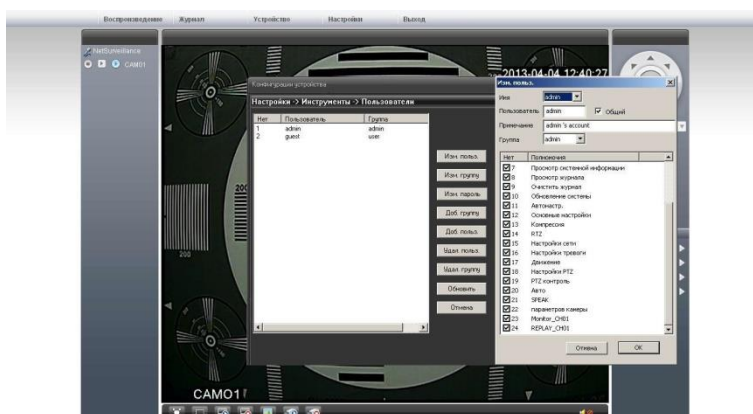 Воспроизведение Журнал Устройство Настройки Выход
NetSurveillance
CAM01
2013-04-04 12:40:27
Конфигурации устройства
Настройки -> Инструменты -> Пользователи
Нет Пользователь Группа
1 admin admin
2 guest user
Изм. польз.
Изм. группу
Изм. пароль
Доб. группу
Доб. польз.
Удал. польз.
Удал. группу
Обновить
Отмена
Изм. польз.
Имя admin
Пользователь admin Общий
Примечание admin 's account
Группа admin
Нет Полномочия
7 Просмотр системной информации
8 Просмотр журнала
9 Очистить журнал
10 Обновление системы
11 Автонастр.
12 Основные настройки
13 Компрессия
14 RTZ
15 Настройки сети
16 Настройки тревоги
17 Движение
18 Настройки PTZ
19 PTZ контроль
20 Авто
21 SPEAK
22 параметров камеры
23 Monitor_CH01
24 REPLAY_CH01
Отмена OK
200
200
CAM01